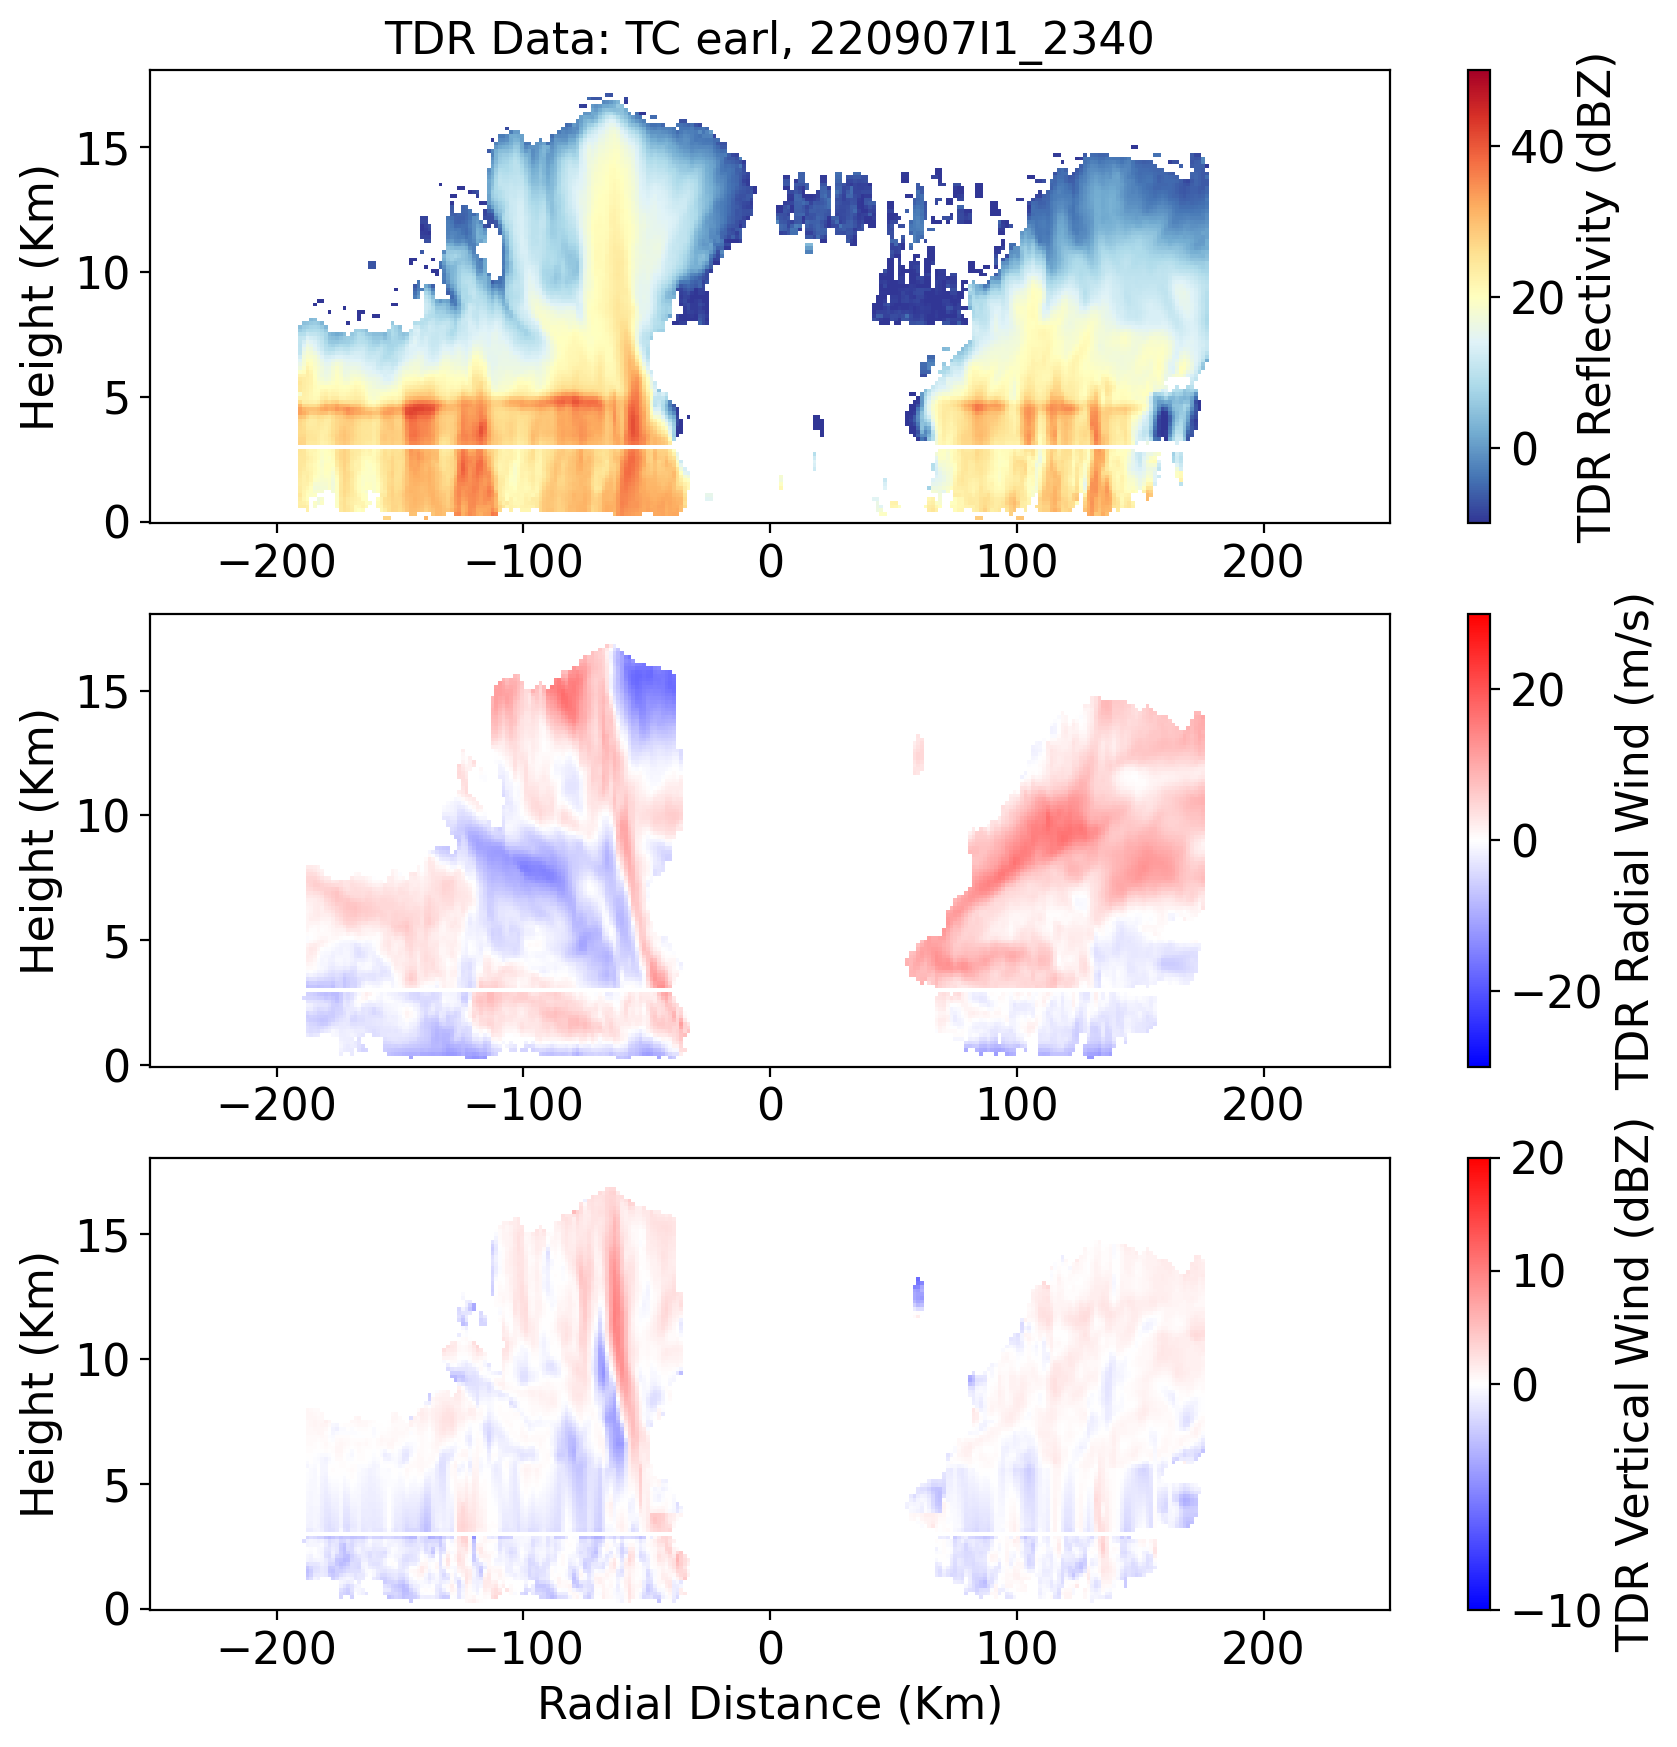 TDR Data: TC earl, 220907I1_2340
Height (Km)
15
10
5
0
−200 −100 0 100 200
40
20
0
TDR Reflectivity (dBZ)
Height (Km)
15
10
5
0
−200 −100 0 100 200
20
0
−20
TDR Radial Wind (m/s)
Height (Km)
15
10
5
0
−200 −100 0 100 200
Radial Distance (Km)
20
10
0
−10
TDR Vertical Wind (dBZ)